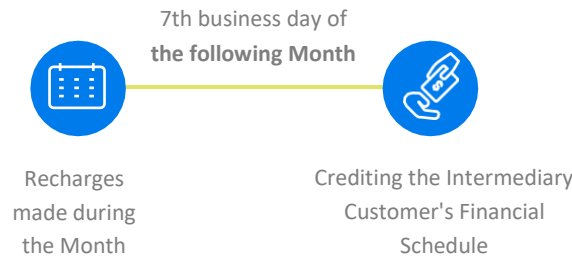 7th business day of
the following Month
Recharges
made during
the Month
Crediting the Intermediary
Customer's Financial
Schedule